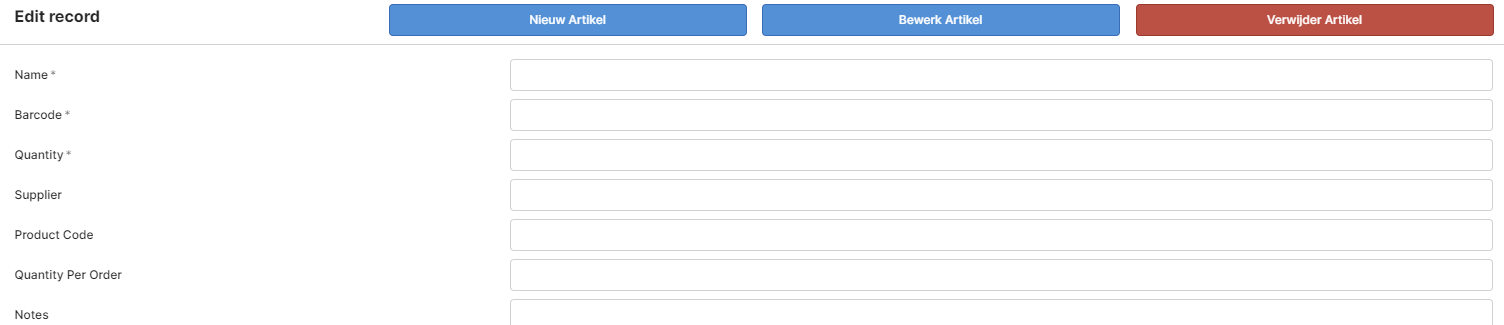 Edit record
Nieuw Artikel
Bewerk Artikel
Verwijder Artikel
Name *
Barcode *
Quantity *
Supplier
Product Code
Quantity Per Order
Notes